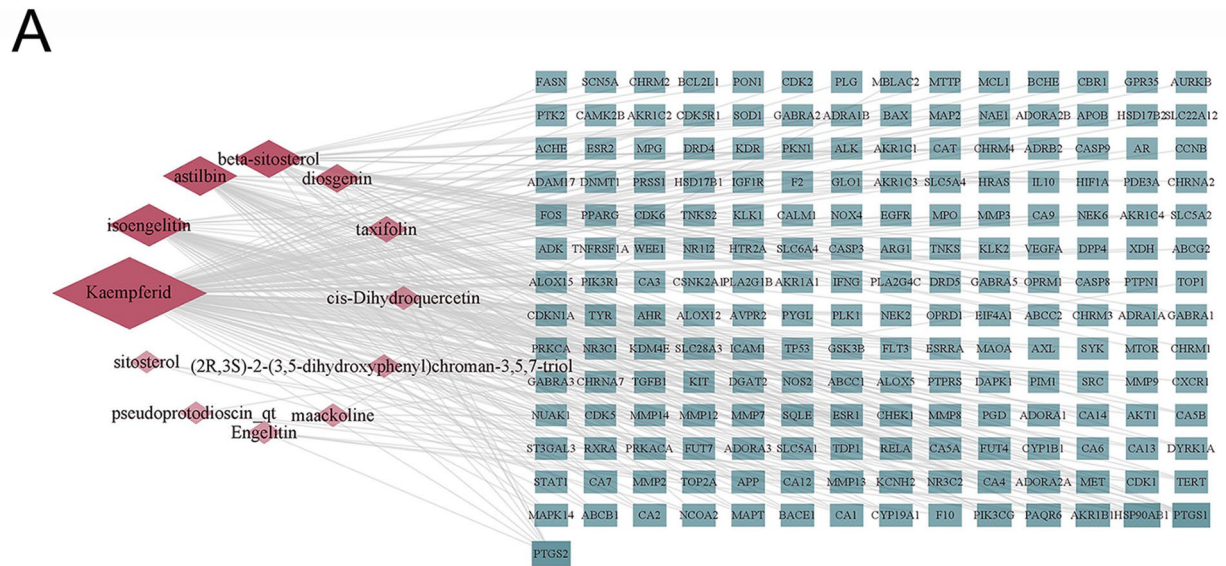 A
FASN SCN5A CHRM2 BCL2L1 PON1 CDK2 PLG MBLAC2 MTTP MCL1 BCHE CBR1 GPR35 AURKB
PTK2 CAMK2B AKR1C2 CDK5R1 SOD1 GABRA2 ADRA1B BAX MAP2 NAE1 ADORA2B APOB HSD17B2 SLC22A12
beta-sitosterol
ACHE ESR2 MPG DRD4 KDR PKN1 ALK AKR1C1 CAT CHRM4 ADRB2 CASP9 AR CCNB
astilbin
diosgenin
ADAM17 DNMT1 PRSS1 HSD17B1 IGF1R F2 GLO1 AKR1C3 SLC5A4 HRAS IL10 HIF1A PDE3A CHRNA2
FOS PPARG CDK6 TNKS2 KLK1 CALM1 NOX4 EGFR MPO MMP3 CA9 NEK6 AKR1C4 SLC5A2
isoengelitin
taxifolin
ADK TNFRSF1A WEE1 NR1I2 HTR2A SLC6A4 CASP3 ARG1 TNKS KLK2 VEGFA DPP4 XDH ABCG2
ALOX15 PIK3R1 CA3 CSNK2A1 PLA2G1B AKR1A1 IFNG PLA2G4C DRD5 GABRA5 OPRM1 CASP8 PTPN1 TOP1
Kaempferid
cis-Dihydroquercetin
CDKN1A TYR AHR ALOX12 AVPR2 PYGL PLK1 NEK2 OPRD1 EIF4A1 ABCC2 CHRM3 ADRA1A GABRA1
PRKCA NR3C1 KDM4E SLC28A3 ICAM1 TP53 GSK3B FLT3 ESRRA MAOA AXL SYK MTOR CHRM1
sitosterol
(2R,3S)-2-(3,5-dihydroxyphenyl)chroman-3,5,7-triol
GABRA3 CHRNA7 TGFB1 KIT DGAT2 NOS2 ABCC1 ALOX5 PTPRS DAPK1 PIM1 SRC MMP9 CXCR1
pseudoprotodioscin_qt
maackoline
NUAK1 CDK5 MMP14 MMP12 MMP7 SQLE ESR1 CHEK1 MMP8 PGD ADORA1 CA14 AKT1 CA5B
Engelitin
ST3GAL3 RXRA PRKACA FUT7 ADORA3 SLC5A1 TDP1 RELA CA5A FUT4 CYP1B1 CA6 CA13 DYRK1A
STAT1 CA7 MMP2 TOP2A APP CA12 MMP13 KCNH2 NR3C2 CA4 ADORA2A MET CDK1 TERT
MAPK14 ABCB1 CA2 NCOA2 MAPT BACE1 CA1 CYP19A1 F10 PIK3CG PAQR6 AKR1B1 HSP90AB1 PTGS1
PTGS2